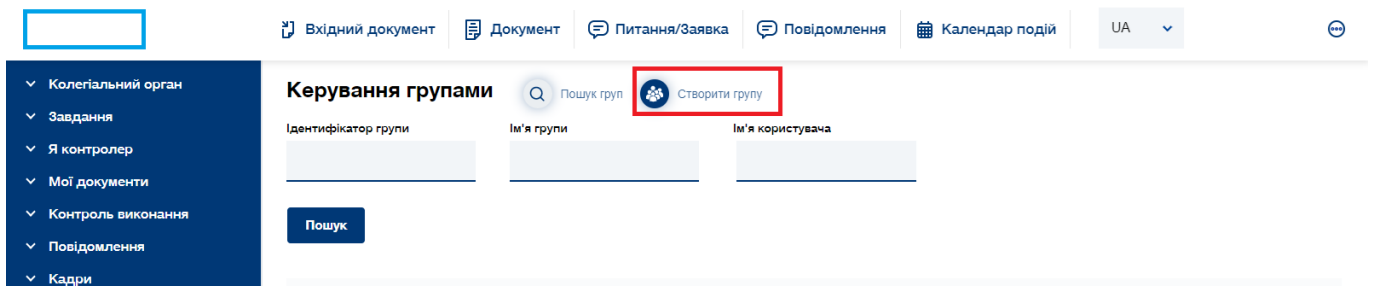 Вхідний документ Документ Питання/Заявка Повідомлення Календар подій UA
Колегіальний орган
Завдання
Я контролер
Мої документи
Контроль виконання
Повідомлення
Кадри
Керування групами Пошук груп Створити групу
Ідентифікатор групи Ім'я групи Ім'я користувача
Пошук